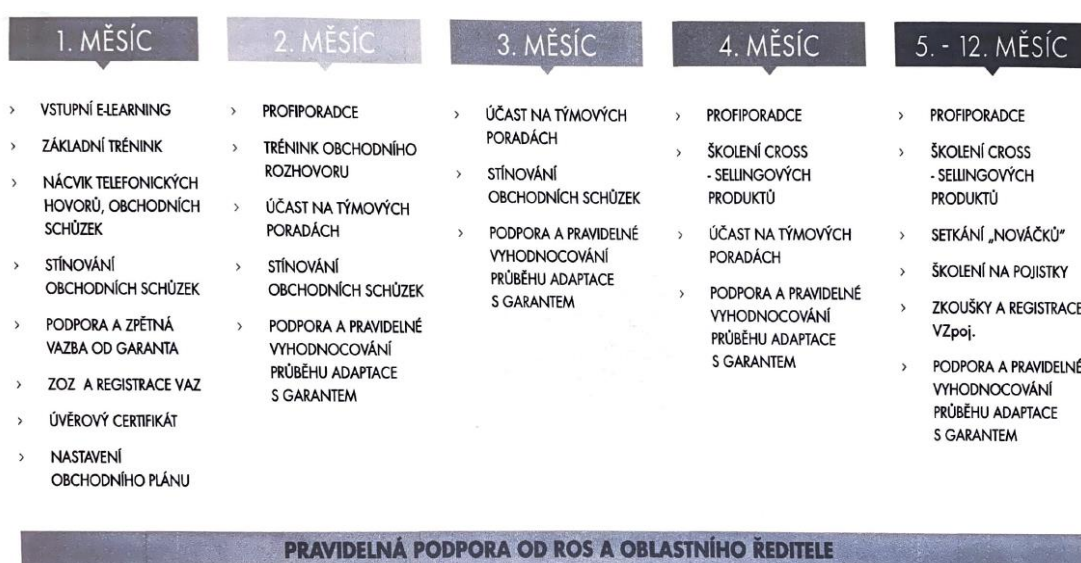 1. MĚSÍC
> VSTUPNÍ E-LEARNING
> ZÁKLADNÍ TRÉNINK
> NÁCVIK TELEFONICKÝCH
HOVORŮ, OBCHODNÍCH
SCHŮZEK
> STÍNOVÁNÍ
OBCHODNÍCH SCHŮZEK
> PODPORA A ZPĚTNÁ
VAZBA OD GARANTA
> ZOZ A REGISTRACE VAZ
> ÚVĚROVÝ CERTIFIKÁT
> NASTAVENÍ
OBCHODNÍHO PLÁNU
2. MĚSÍC
> PROFIPORADCE
> TRÉNINK OBCHODNÍHO
ROZHOVORU
> ÚČAST NA TÝMOVÝCH
PORADÁCH
> STÍNOVÁNÍ
OBCHODNÍCH SCHŮZEK
> PODPORA A PRAVIDELNÉ
VYHODNOCOVÁNÍ
PRŮBĚHU ADAPTACE
S GARANTEM
3. MĚSÍC
> ÚČAST NA TÝMOVÝCH
PORADÁCH
> STÍNOVÁNÍ
OBCHODNÍCH SCHŮZEK
> PODPORA A PRAVIDELNÉ
VYHODNOCOVÁNÍ
PRŮBĚHU ADAPTACE
S GARANTEM
4. MĚSÍC
> PROFIPORADCE
> ŠKOLENÍ CROSS
- SELLINGOVÝCH
PRODUKTŮ
> ÚČAST NA TÝMOVÝCH
PORADÁCH
> PODPORA A PRAVIDELNÉ
VYHODNOCOVÁNÍ
PRŮBĚHU ADAPTACE
S GARANTEM
5. - 12. MĚSÍC
> PROFIPORADCE
> ŠKOLENÍ CROSS
- SELLINGOVÝCH
PRODUKTŮ
> SETKÁNÍ „NOVÁČKŮ"
> ŠKOLENÍ NA POJISTKY
> ZKOUŠKY A REGISTRACE
VZpoj.
> PODPORA A PRAVIDELNÉ
VYHODNOCOVÁNÍ
PRŮBĚHU ADAPTACE
S GARANTEM
PRAVIDELNÁ PODPORA OD ROS A OBLASTNÍHO ŘEDITELE